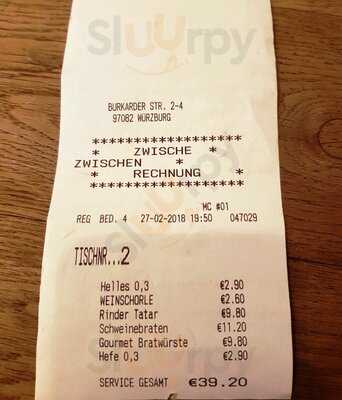 Sluurpy
BURKARDER STR. 2-4
97082 WÜRZBURG
******************
* ZWISCHE *
ZWISCHEN *
* RECHNUNG *
******************
MC #01
REG BED. 4 27-02-2018 19:50 047029
TISCHNR...2
Helles 0,3 €2.90
WEINSCHORLE €2.60
Rinder Tatar €9.80
Schweinebraten €11.20
Gourmet Bratwürste €9.80
Hefe 0,3 €2.90
SERVICE GESAMT €39.20